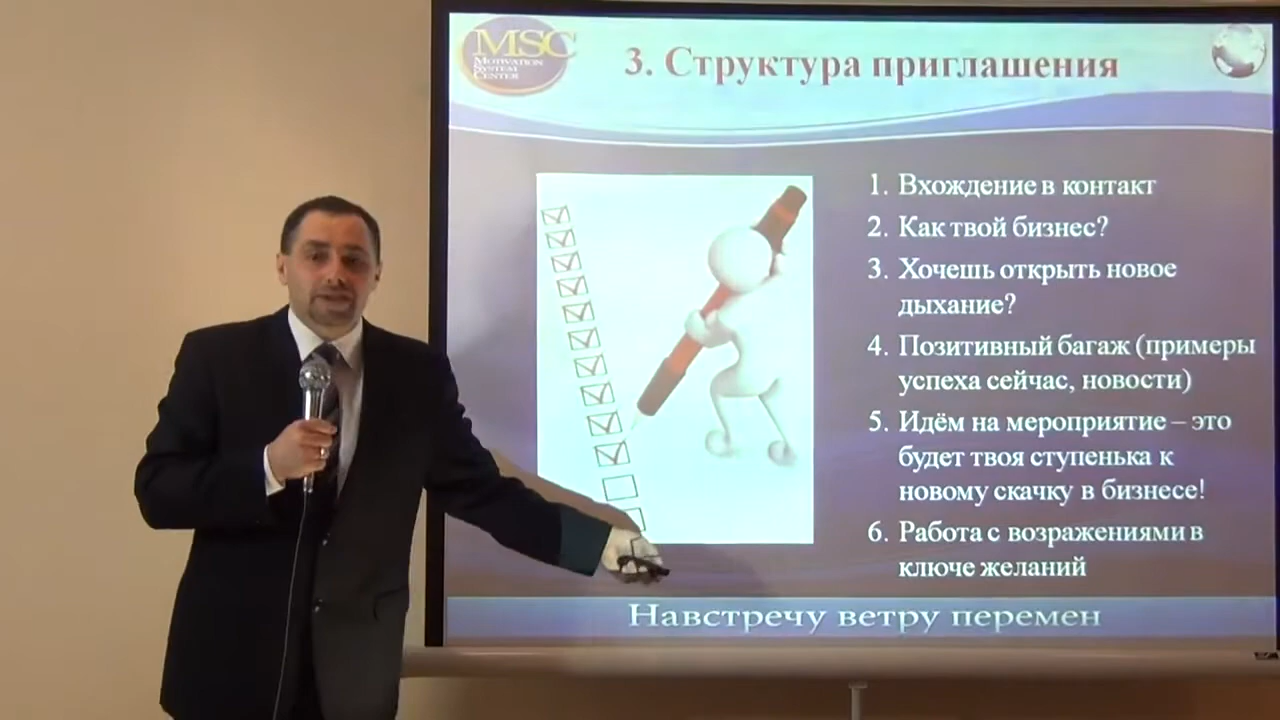 MSC
MOTIVATION
SYSTEM
CENTER
3. Структура приглашения
1. Вхождение в контакт
2. Как твой бизнес?
3. Хочешь открыть новое
дыхание?
4. Позитивный багаж (примеры
успеха сейчас, новости)
5. Идём на мероприятие – это
будет твоя ступенька к
новому скачку в бизнесе!
6. Работа с возражениями в
ключе желаний
Навстречу ветру перемен